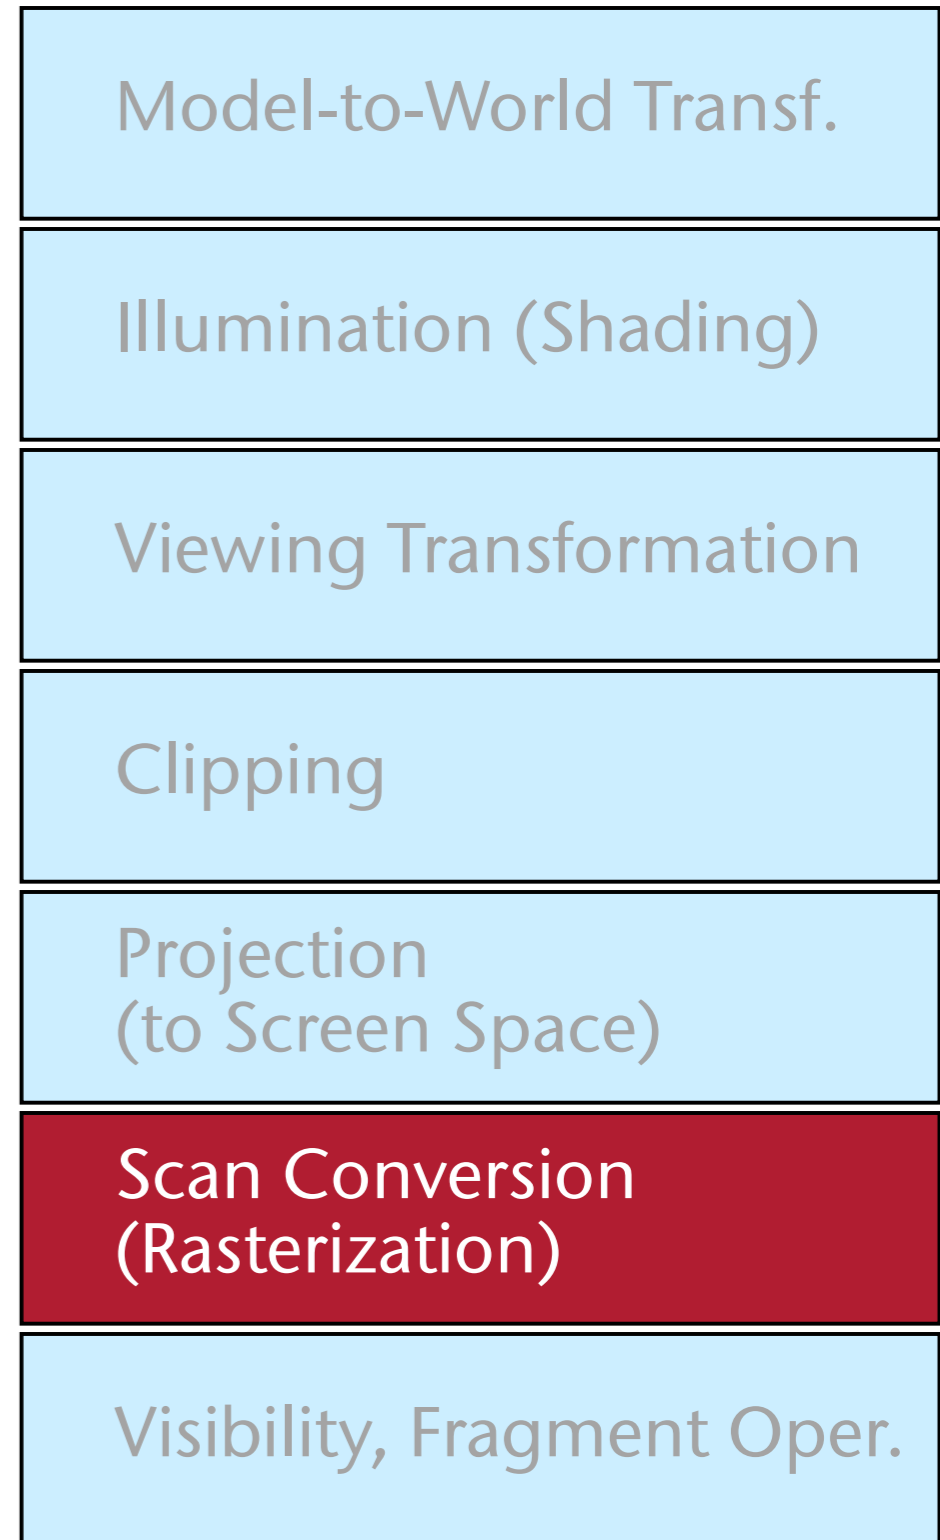 Model-to-World Transf.
Illumination (Shading)
Viewing Transformation
Clipping
Projection
(to Screen Space)
Scan Conversion
(Rasterization)
Visibility, Fragment Oper.